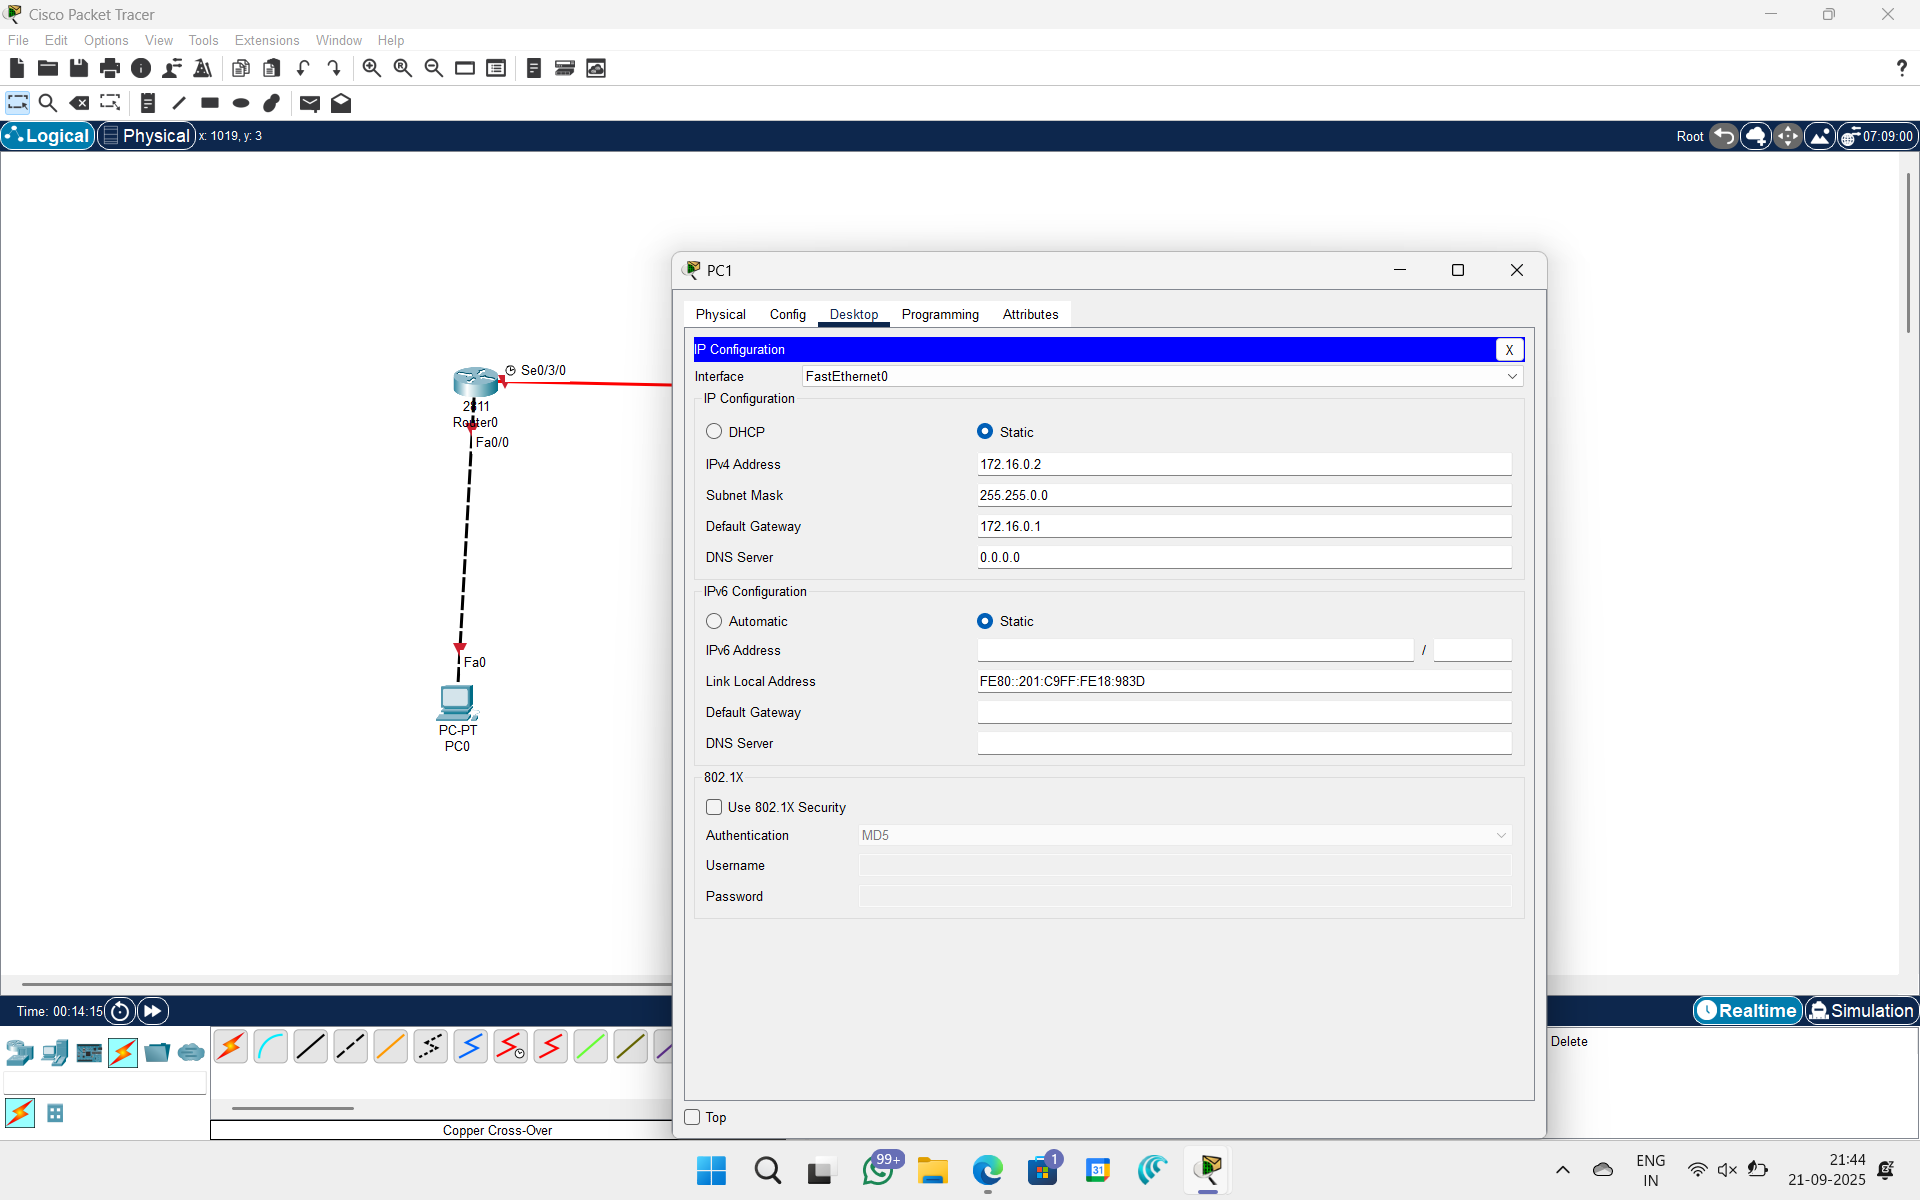 Cisco Packet Tracer
File Edit Options View Tools Extensions Window Help
Logical Physical x: 1019, y: 3 Root 07:09:00
PC1
Physical Config Desktop Programming Attributes
IP Configuration X
Interface FastEthernet0
IP Configuration
DHCP Static
IPv4 Address 172.16.0.2
Subnet Mask 255.255.0.0
Default Gateway 172.16.0.1
DNS Server 0.0.0.0
IPv6 Configuration
Automatic Static
IPv6 Address /
Link Local Address FE80::201:C9FF:FE18:983D
Default Gateway
DNS Server
802.1X
Use 802.1X Security
Authentication MD5
Username
Password
Top
Se0/3/0
2811
Router0
Fa0/0
Fa0
PC-PT
PC0
Time: 00:14:15 Realtime Simulation
Delete
Copper Cross-Over
99+
1
31
ENG
IN
21:44
21-09-2025